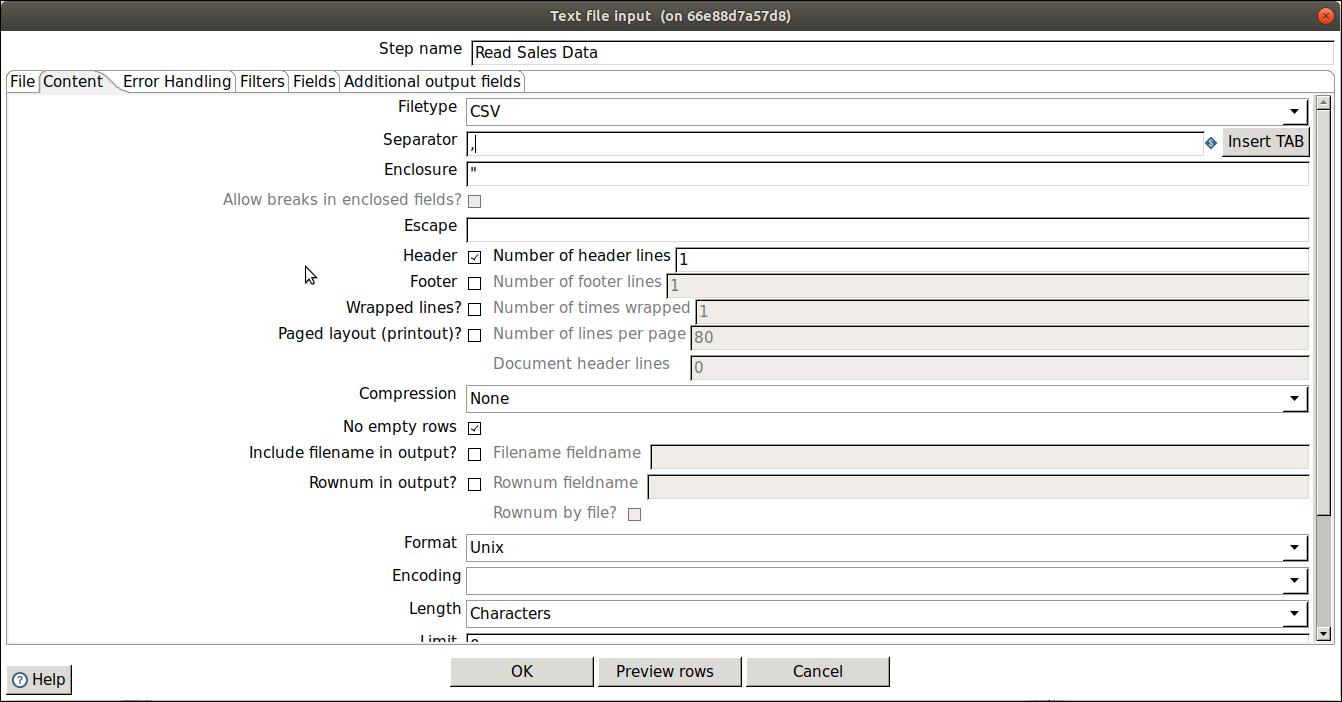 Text file input (on 66e88d7a57d8)
Step name Read Sales Data
File Content Error Handling Filters Fields Additional output fields
Filetype CSV
Separator , Insert TAB
Enclosure "
Allow breaks in enclosed fields?
Escape
Header Number of header lines 1
Footer Number of footer lines 1
Wrapped lines? Number of times wrapped 1
Paged layout (printout)? Number of lines per page 80
Document header lines 0
Compression None
No empty rows
Include filename in output? Filename fieldname
Rownum in output? Rownum fieldname
Rownum by file?
Format Unix
Encoding
Length Characters
Limit
Help OK Preview rows Cancel